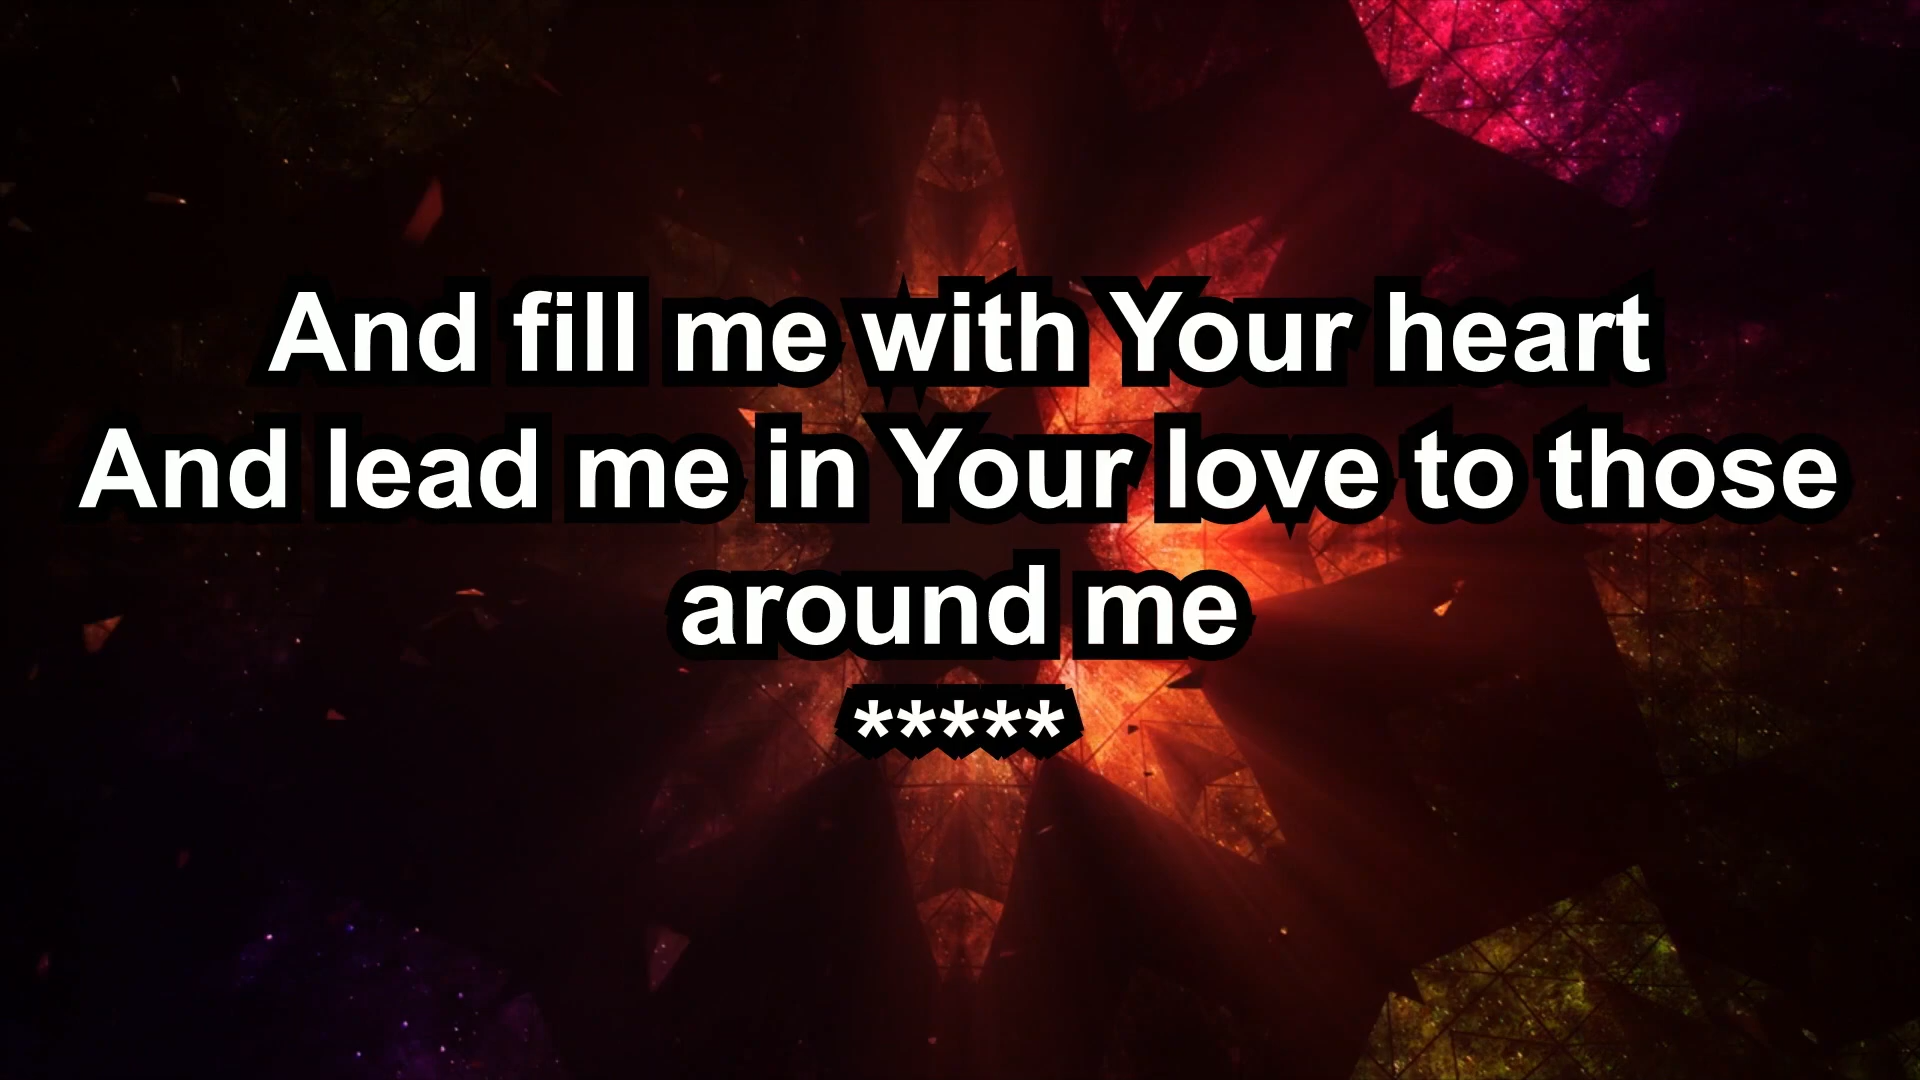 And fill me with Your heart
And lead me in Your love to those
around me
*****